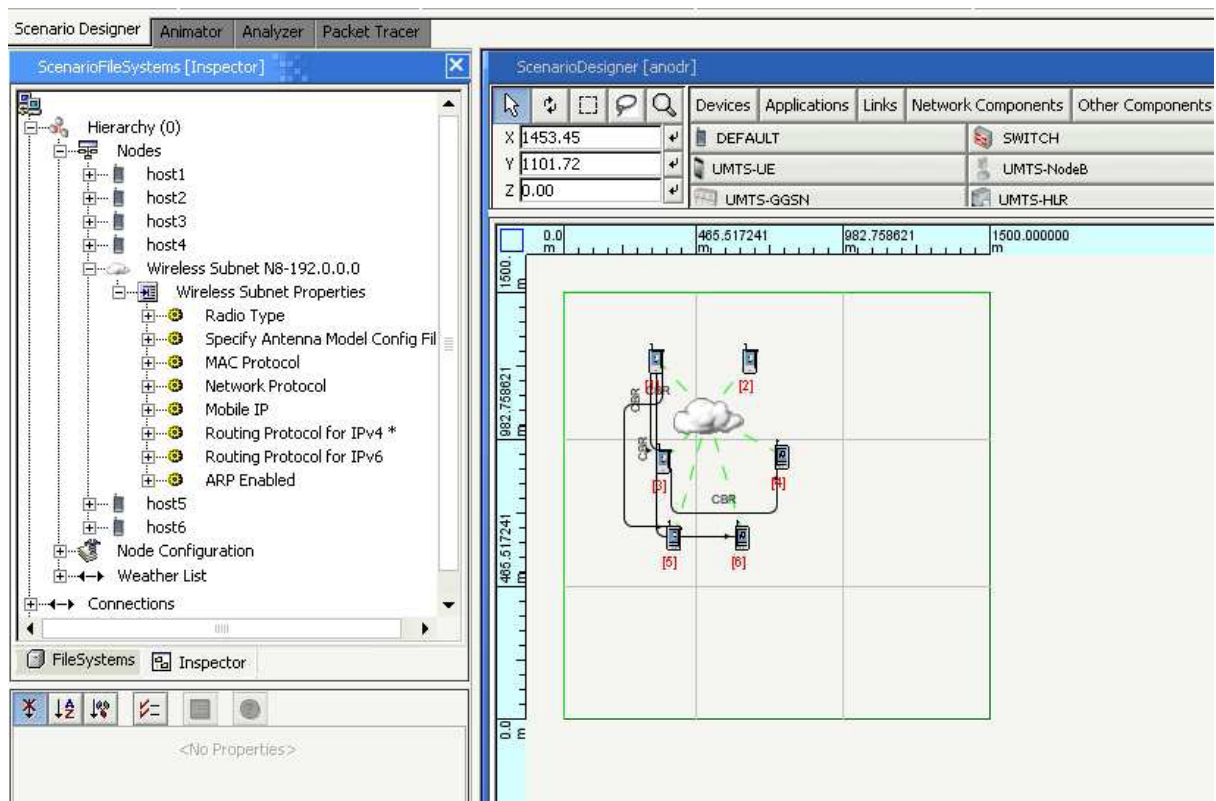 Scenario Designer Animator Analyzer Packet Tracer
ScenarioFileSystems [Inspector]
Hierarchy (0)
Nodes
host1
host2
host3
host4
Wireless Subnet N8-192.0.0.0
Wireless Subnet Properties
Radio Type
Specify Antenna Model Config Fil
MAC Protocol
Network Protocol
Mobile IP
Routing Protocol for IPv4 *
Routing Protocol for IPv6
ARP Enabled
host5
host6
Node Configuration
Weather List
Connections
FileSystems Inspector
<No Properties>
ScenarioDesigner [anodr]
Devices Applications Links Network Components Other Components
X 1453.45
Y 1101.72
Z 0.00
DEFAULT SWITCH
UMTS-UE UMTS-NodeB
UMTS-GGSN UMTS-HLR
0.0 465.517241 982.758621 1500.000000
m m m m
1500. m
982.758621 m
465.517241 m
0.0 m
CBR
CBR
[2]
CBR
[3]
[4]
CBR
[5]
[6]